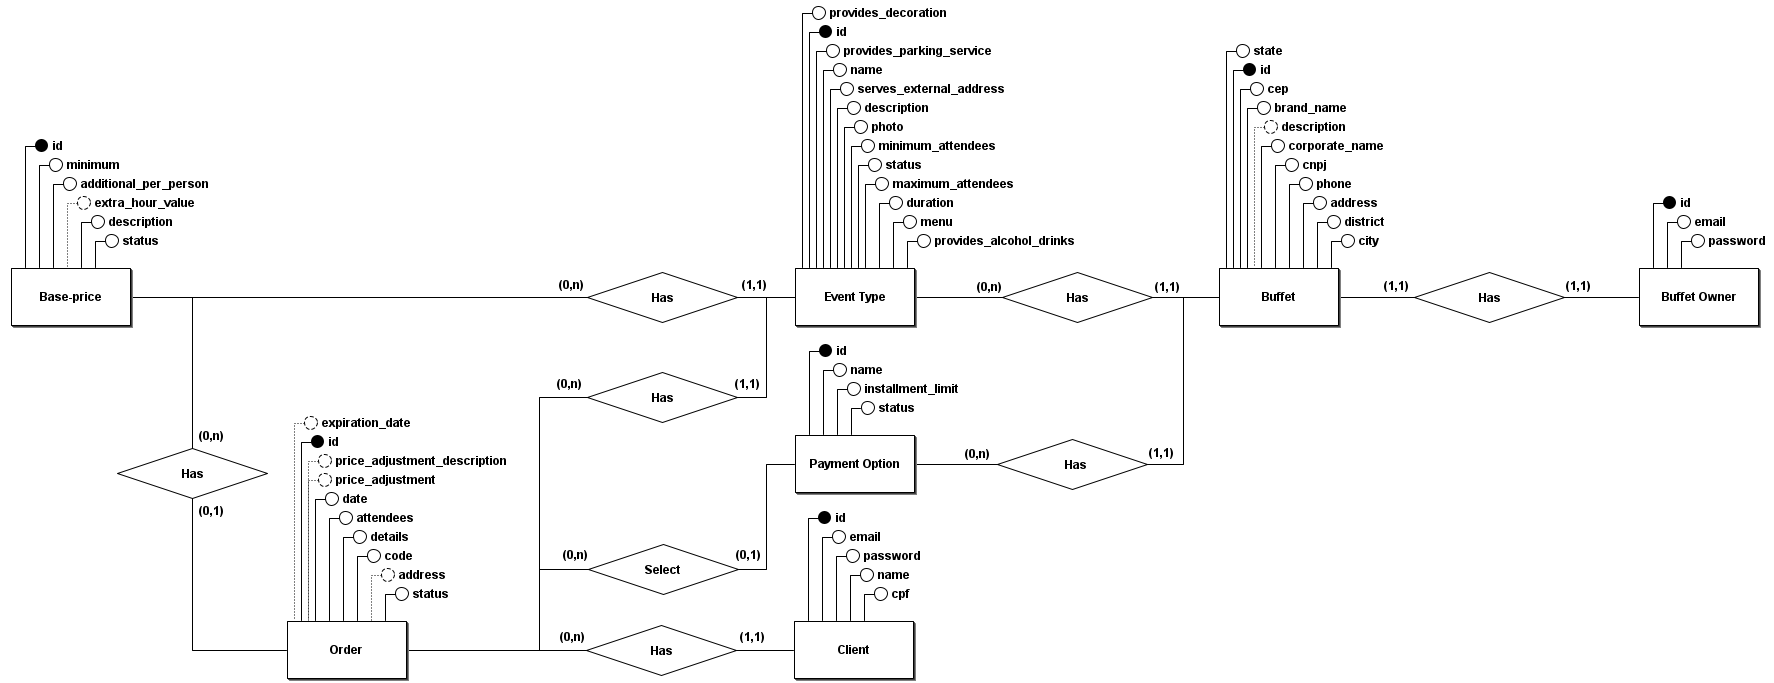 provides_decoration
id
provides_parking_service
name
serves_external_address
description
photo
minimum_attendees
status
maximum_attendees
duration
menu
provides_alcohol_drinks
state
id
cep
brand_name
description
corporate_name
cnpj
phone
address
district
city
id
minimum
additional_per_person
extra_hour_value
description
status
id
email
password
Base-price
(0,n)
Has
(1,1)
Event Type
(0,n)
Has
(1,1)
Buffet
(1,1)
Has
(1,1)
Buffet Owner
(0,n)
Has
(1,1)
id
name
installment_limit
status
Payment Option
(0,n)
Has
(1,1)
(0,n)
Has
(0,1)
expiration_date
id
price_adjustment_description
price_adjustment
date
attendees
details
code
address
status
Order
(0,n)
Select
(0,1)
id
email
password
name
cpf
(0,n)
Has
(1,1)
Client